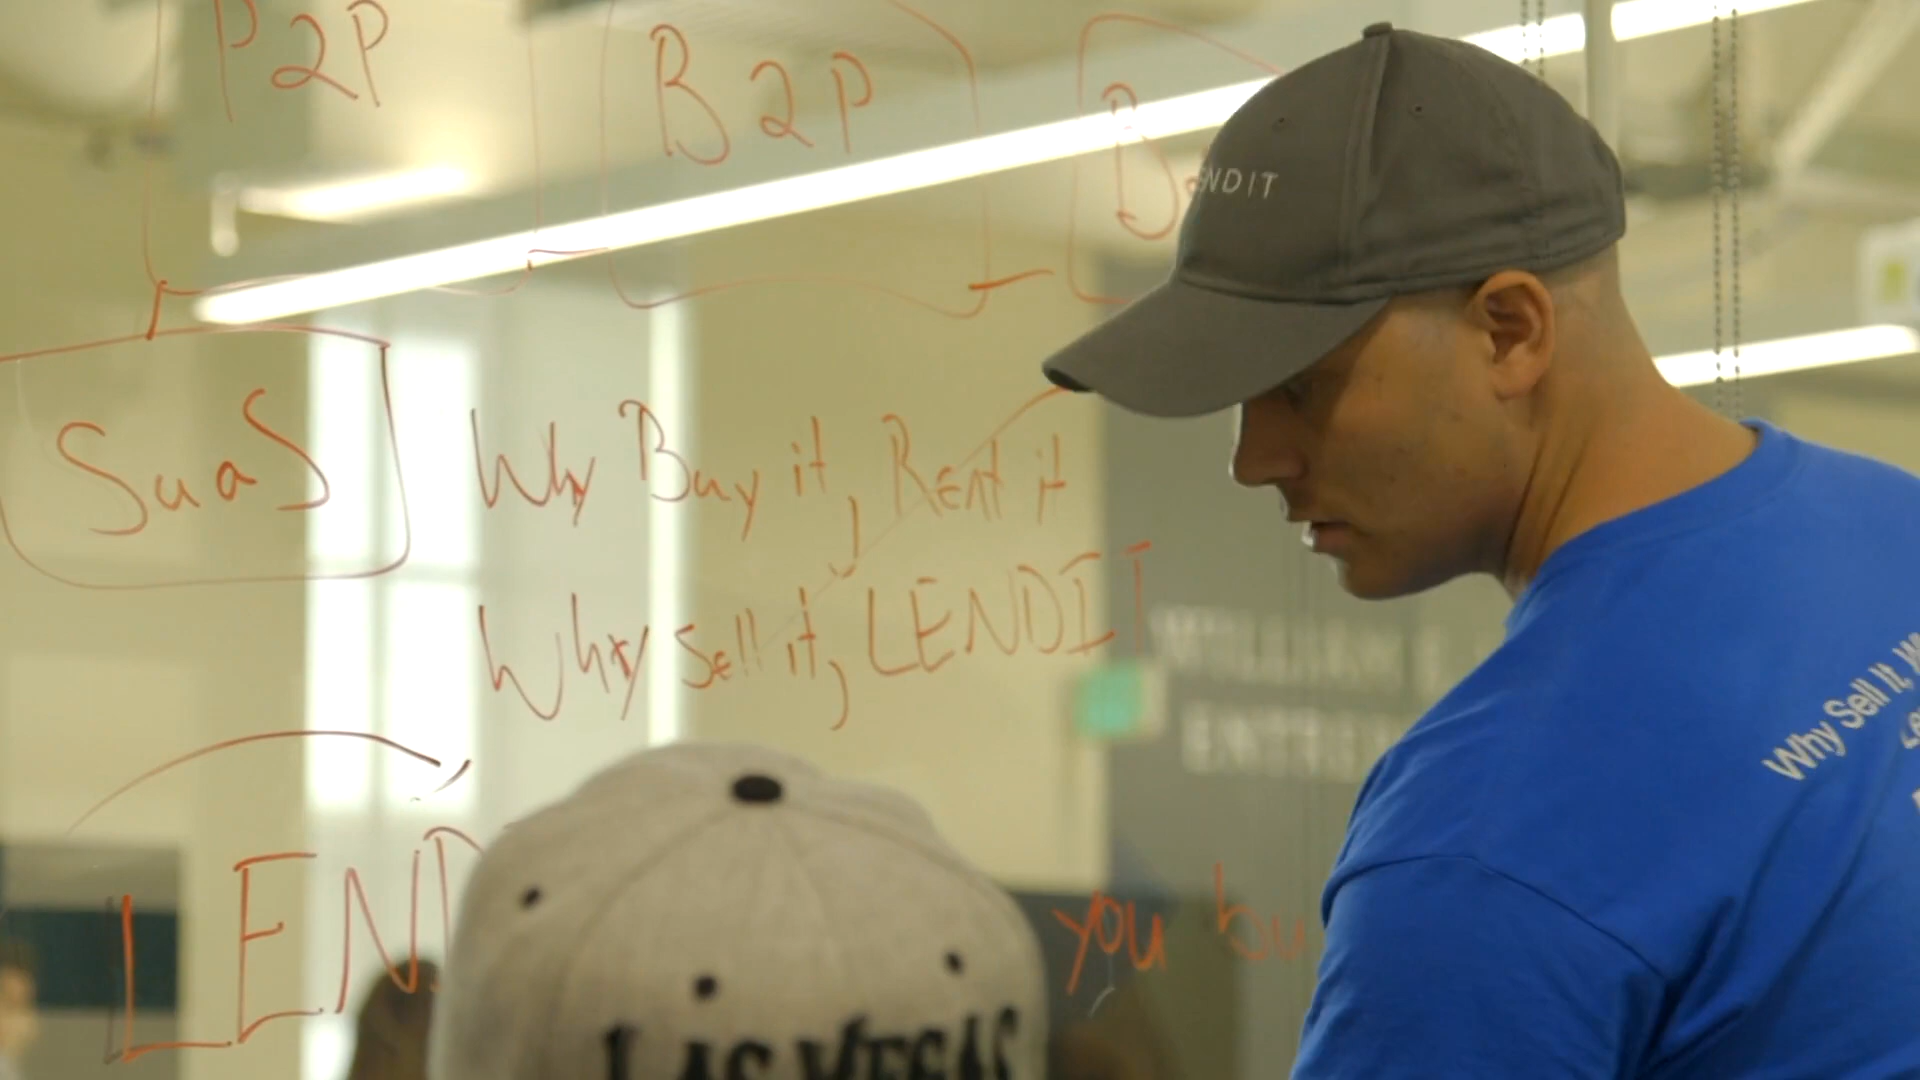 P2P
B2P
B
NDIT
SaaS
Why Buy it, Rent it
Why Sell it, LENDIT
Why Sell It,
LEND
you bu
LAS VEGAS